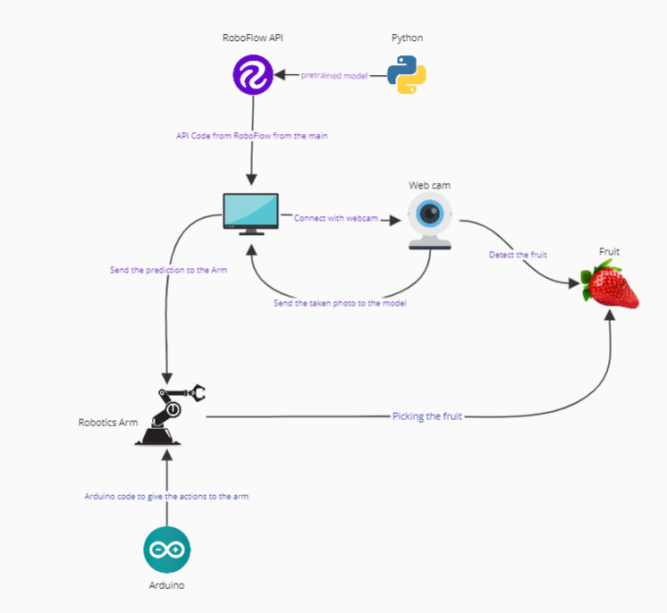 RoboFlow API
Python
pretrained model
API Code from RoboFlow from the main
Web cam
Connect with webcam
Detect the fruit
Fruit
Send the prediction to the Arm
Send the taken photo to the model
Robotics Arm
Picking the fruit
Arduino code to give the actions to the arm
Arduino